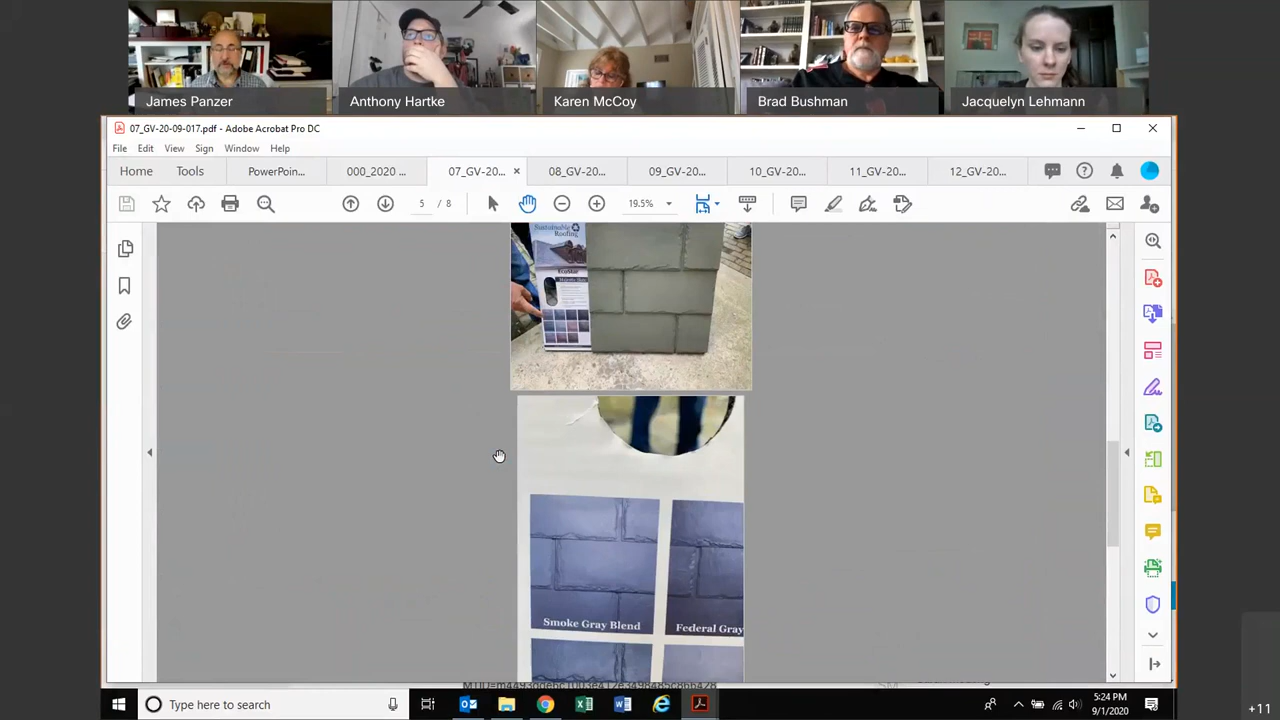 James Panzer
Anthony Hartke
Karen McCoy
Brad Bushman
Jacquelyn Lehmann
07_GV-20-09-017.pdf - Adobe Acrobat Pro DC
File Edit View Sign Window Help
Home Tools PowerPoin... 000_2020 ... 07_GV-20... 08_GV-20... 09_GV-20... 10_GV-20... 11_GV-20... 12_GV-20...
5 / 8 19.5%
Sustainable
Roofing
EcoStar
Majestic Slate
Smoke Gray Blend
Federal Gray
Type here to search
5:24 PM
9/1/2020
+11